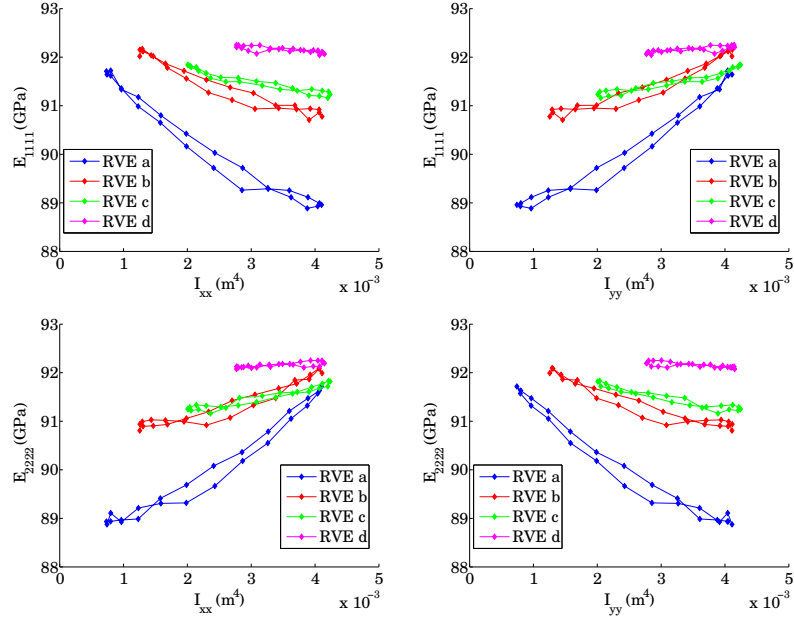 93
92
91
90
89
88
E1111 (GPa)
RVE a
RVE b
RVE c
RVE d
0 1 2 3 4 5
Ixx (m4)
x 10-3
93
92
91
90
89
88
E1111 (GPa)
RVE a
RVE b
RVE c
RVE d
0 1 2 3 4 5
Iyy (m4)
x 10-3
93
92
91
90
89
88
E2222 (GPa)
RVE a
RVE b
RVE c
RVE d
0 1 2 3 4 5
Ixx (m4)
x 10-3
93
92
91
90
89
88
E2222 (GPa)
RVE a
RVE b
RVE c
RVE d
0 1 2 3 4 5
Iyy (m4)
x 10-3